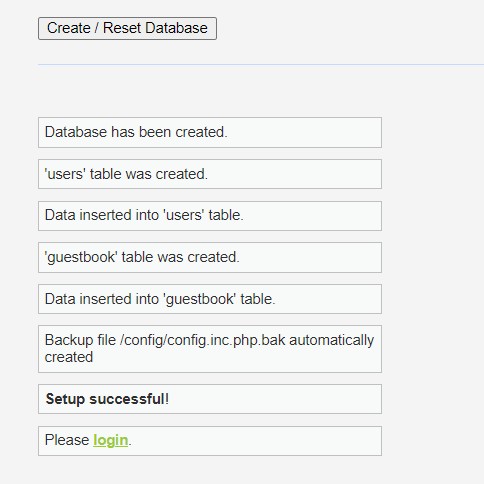 Create / Reset Database
Database has been created.
'users' table was created.
Data inserted into 'users' table.
'guestbook' table was created.
Data inserted into 'guestbook' table.
Backup file /config/config.inc.php.bak automatically
created
Setup successful!
Please login.